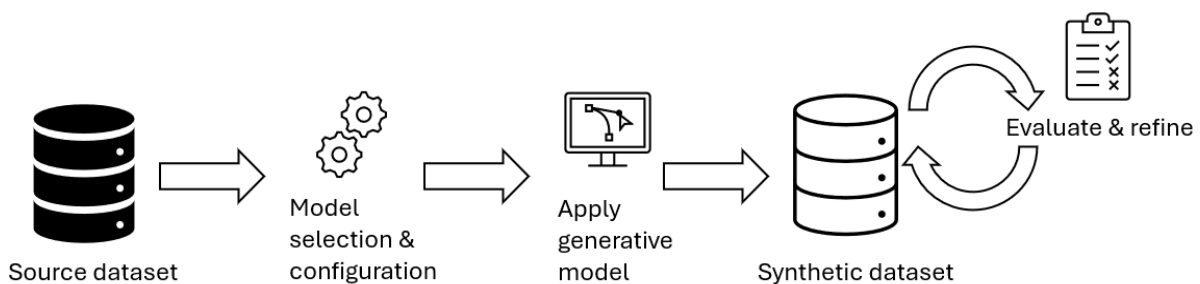 Source dataset
Model
selection &
configuration
Apply
generative
model
Synthetic dataset
Evaluate & refine